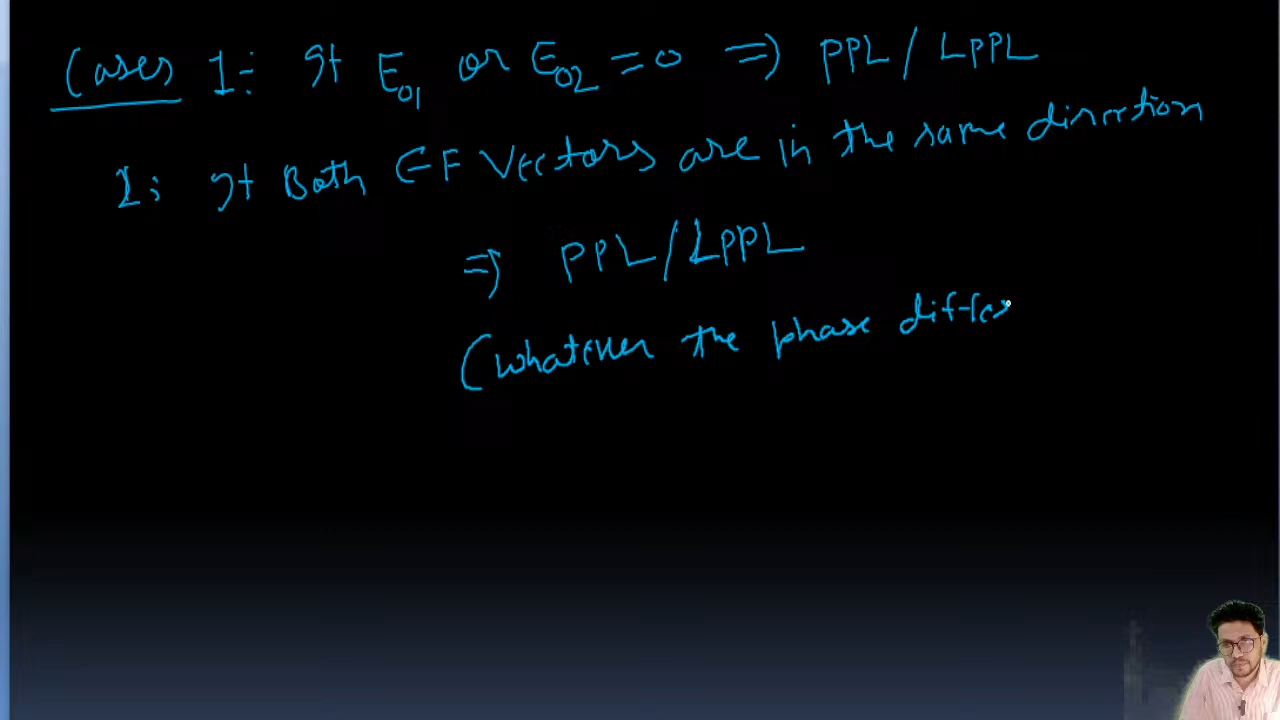 Cases 1:- If E01 or E02 = 0 ⇒ PPL / LPPL
2: If Both EF Vectors are in the same direction
⇒ PPL / LPPL
(whatever the phase differ